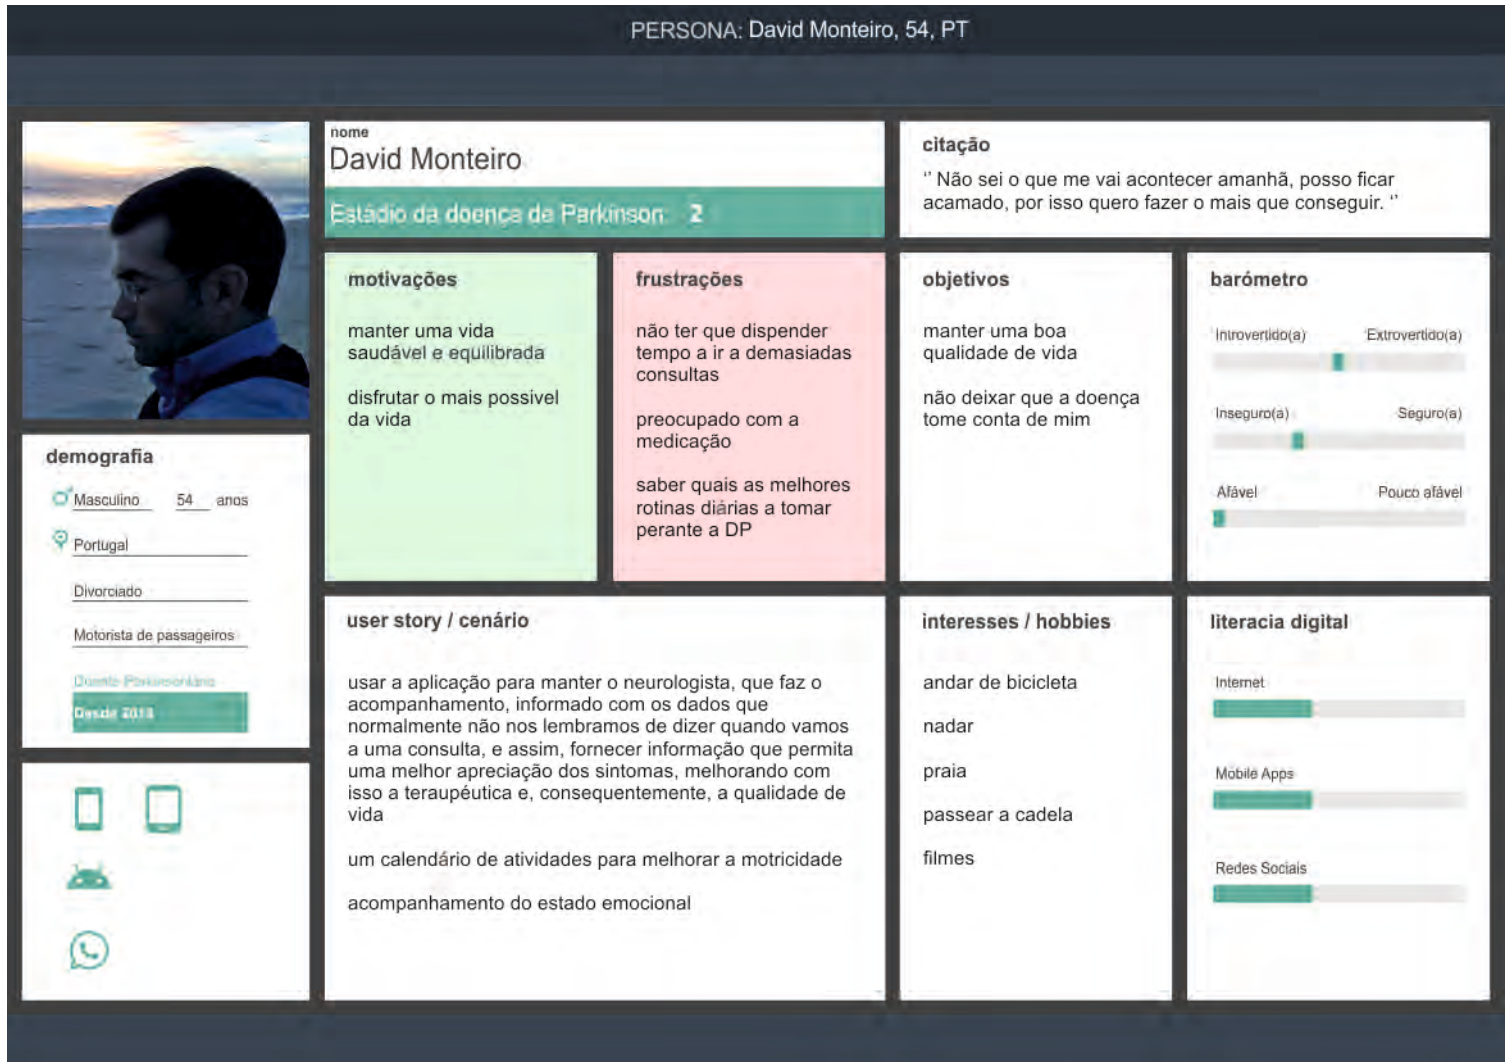 PERSONA: David Monteiro, 54, PT
nome
David Monteiro
Estádio da doença de Parkinson: 2
citação
“ Não sei o que me vai acontecer amanhã, posso ficar
acamado, por isso quero fazer o mais que conseguir. “
motivações
manter uma vida
saudável e equilibrada
disfrutar o mais possivel
da vida
frustrações
não ter que dispender
tempo a ir a demasiadas
consultas
preocupado com a
medicação
saber quais as melhores
rotinas diárias a tomar
perante a DP
objetivos
manter uma boa
qualidade de vida
não deixar que a doença
tome conta de mim
barómetro
Introvertido(a) Extrovertido(a)
Inseguro(a) Seguro(a)
Afável Pouco afável
demografia
Masculino 54 anos
Portugal
Divorciado
Motorista de passageiros
Desde
user story / cenário
usar a aplicação para manter o neurologista, que faz o
acompanhamento, informado com os dados que
normalmente não nos lembramos de dizer quando vamos
a uma consulta, e assim, fornecer informação que permita
uma melhor apreciação dos sintomas, melhorando com
isso a teraupéutica e, consequentemente, a qualidade de
vida
um calendário de atividades para melhorar a motricidade
acompanhamento do estado emocional
interesses / hobbies
andar de bicicleta
nadar
praia
passear a cadela
filmes
literacia digital
Internet
Mobile Apps
Redes Sociais